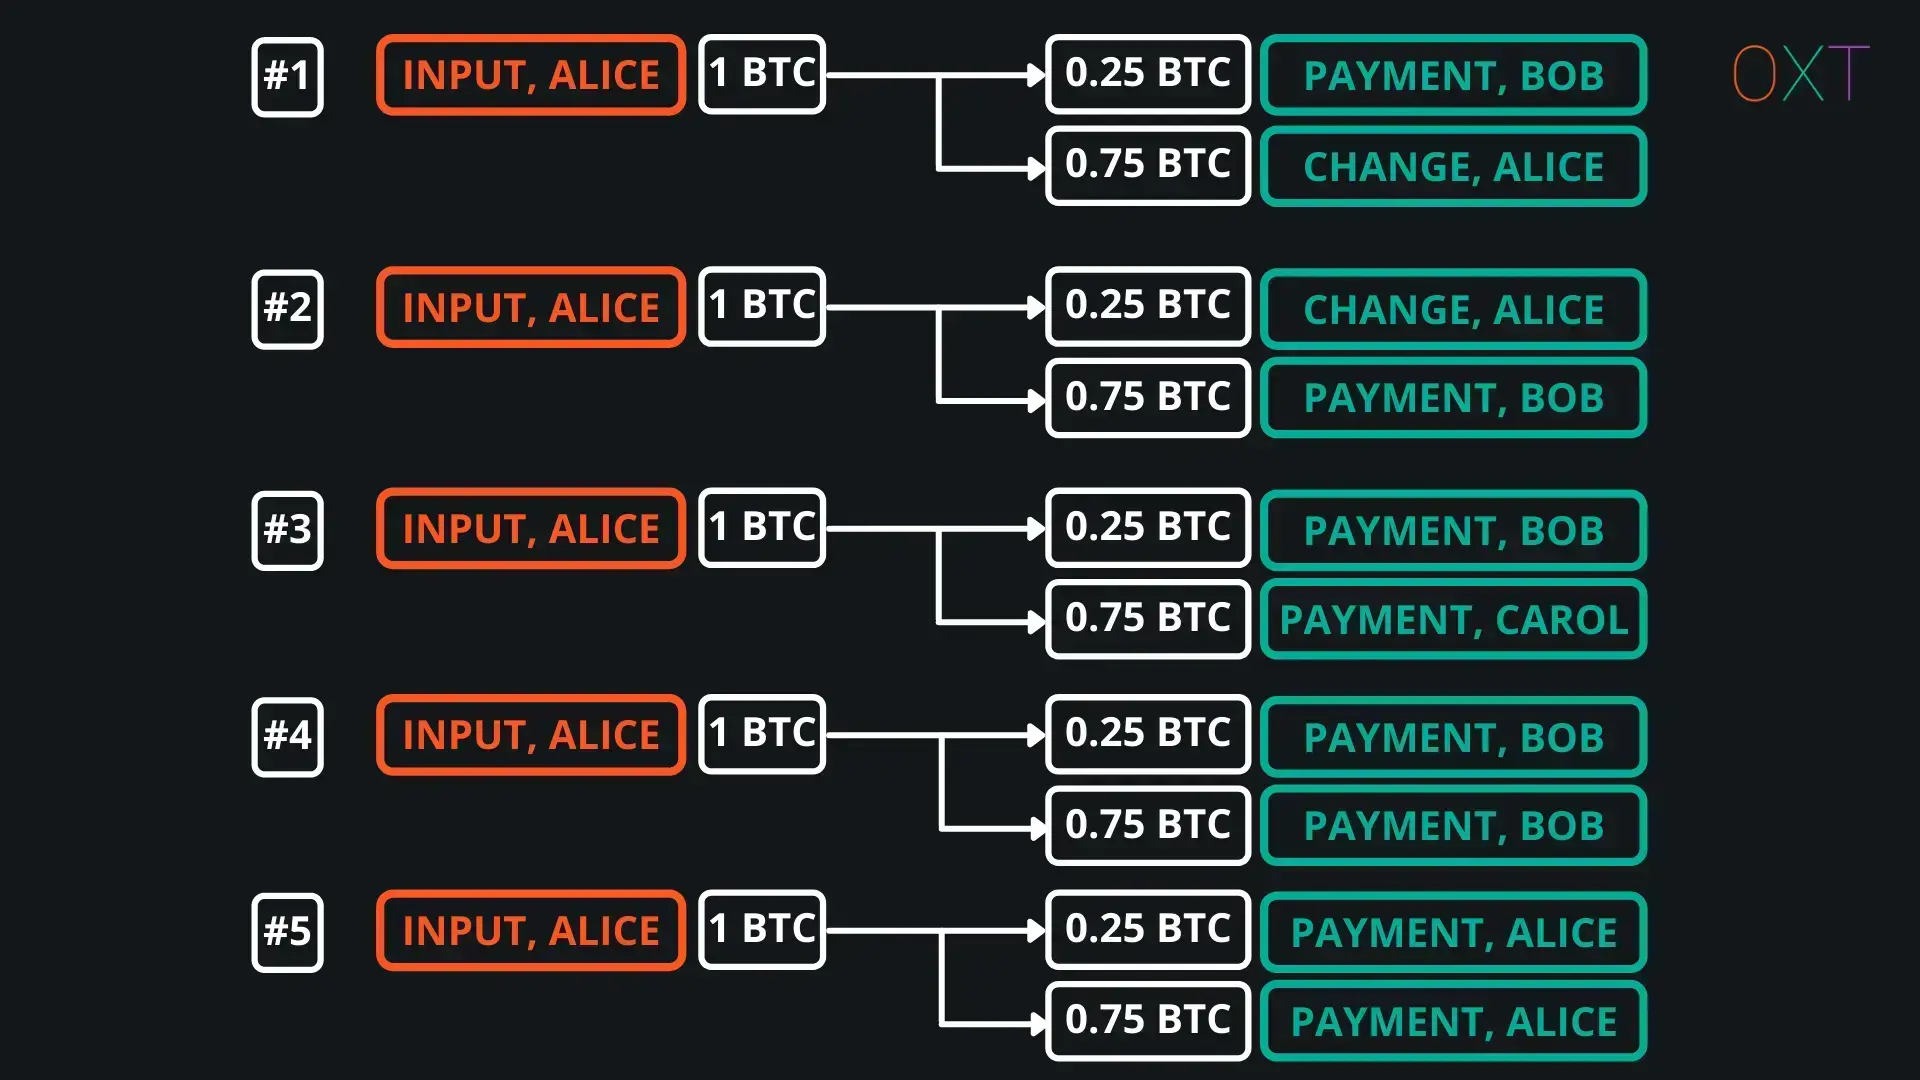 #1 INPUT, ALICE 1 BTC 0.25 BTC PAYMENT, BOB OXT
0.75 BTC CHANGE, ALICE
#2 INPUT, ALICE 1 BTC 0.25 BTC CHANGE, ALICE
0.75 BTC PAYMENT, BOB
#3 INPUT, ALICE 1 BTC 0.25 BTC PAYMENT, BOB
0.75 BTC PAYMENT, CAROL
#4 INPUT, ALICE 1 BTC 0.25 BTC PAYMENT, BOB
0.75 BTC PAYMENT, BOB
#5 INPUT, ALICE 1 BTC 0.25 BTC PAYMENT, ALICE
0.75 BTC PAYMENT, ALICE